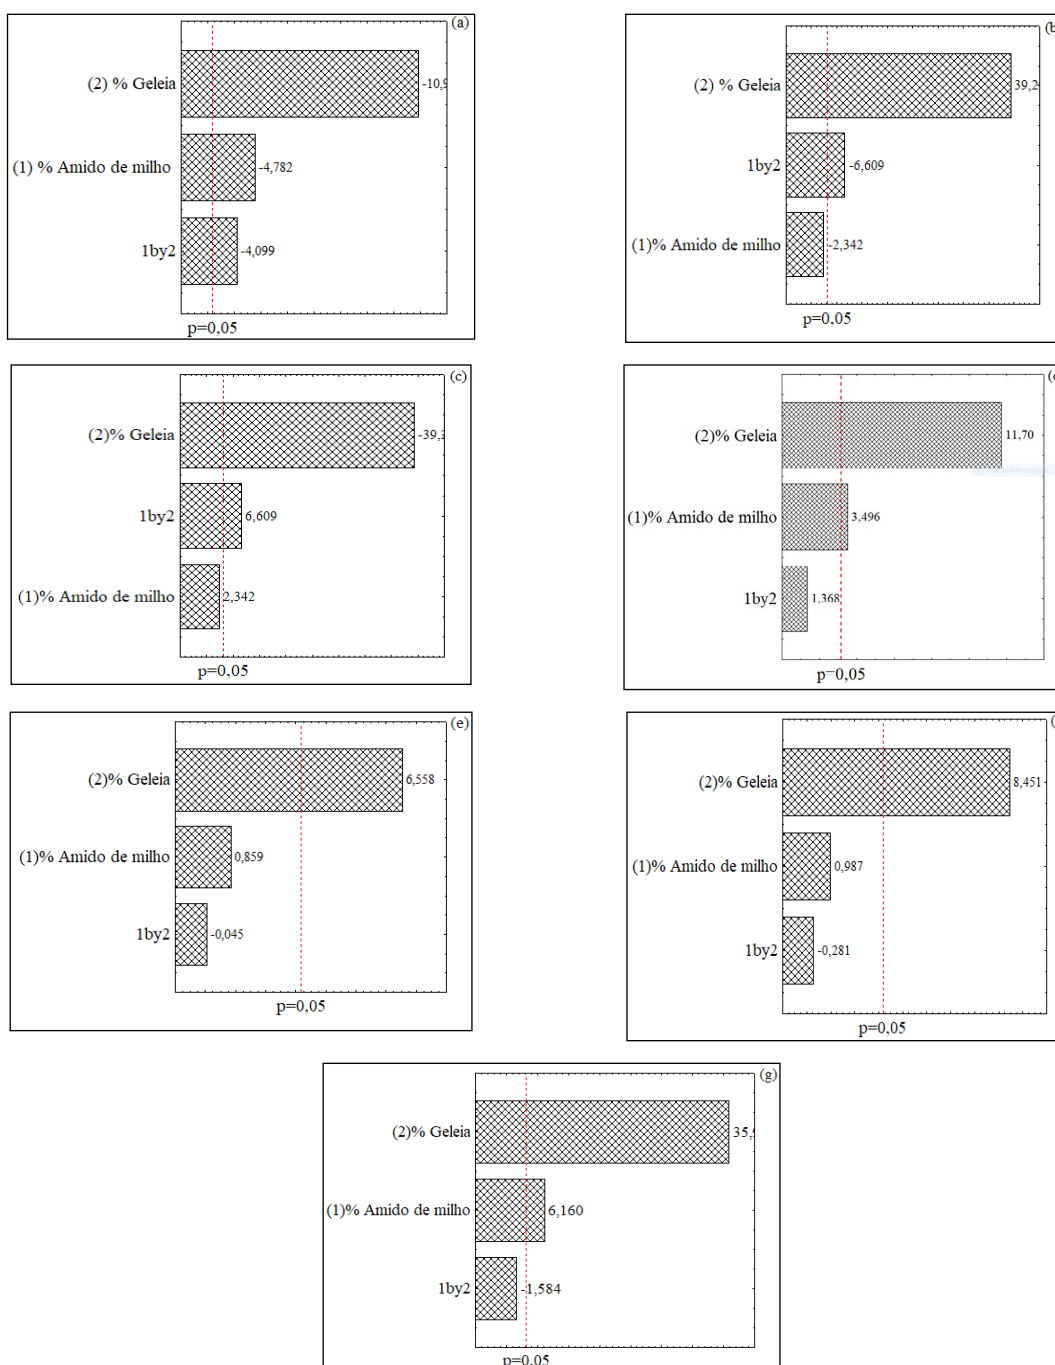 (a)
(2) % Geleia
-10,9
(1) % Amido de milho
-4,782
1by2
-4,099
p=0,05
(b
(2) % Geleia
39,2
1by2
-6,609
(1)% Amido de milho
-2,342
p=0,05
(c)
(2)% Geleia
-39,2
1by2
6,609
(1)% Amido de milho
2,342
p=0,05
(2)% Geleia
11,70
(1)% Amido de milho
3,496
1by2
1,368
p=0,05
(e)
(2)% Geleia
6,558
(1)% Amido de milho
0,859
1by2
-0,045
p=0,05
(2)% Geleia
8,451
(1)% Amido de milho
0,987
1by2
-0,281
p=0,05
(g)
(2)% Geleia
35,9
(1)% Amido de milho
6,160
1by2
-1,584
p=0,05